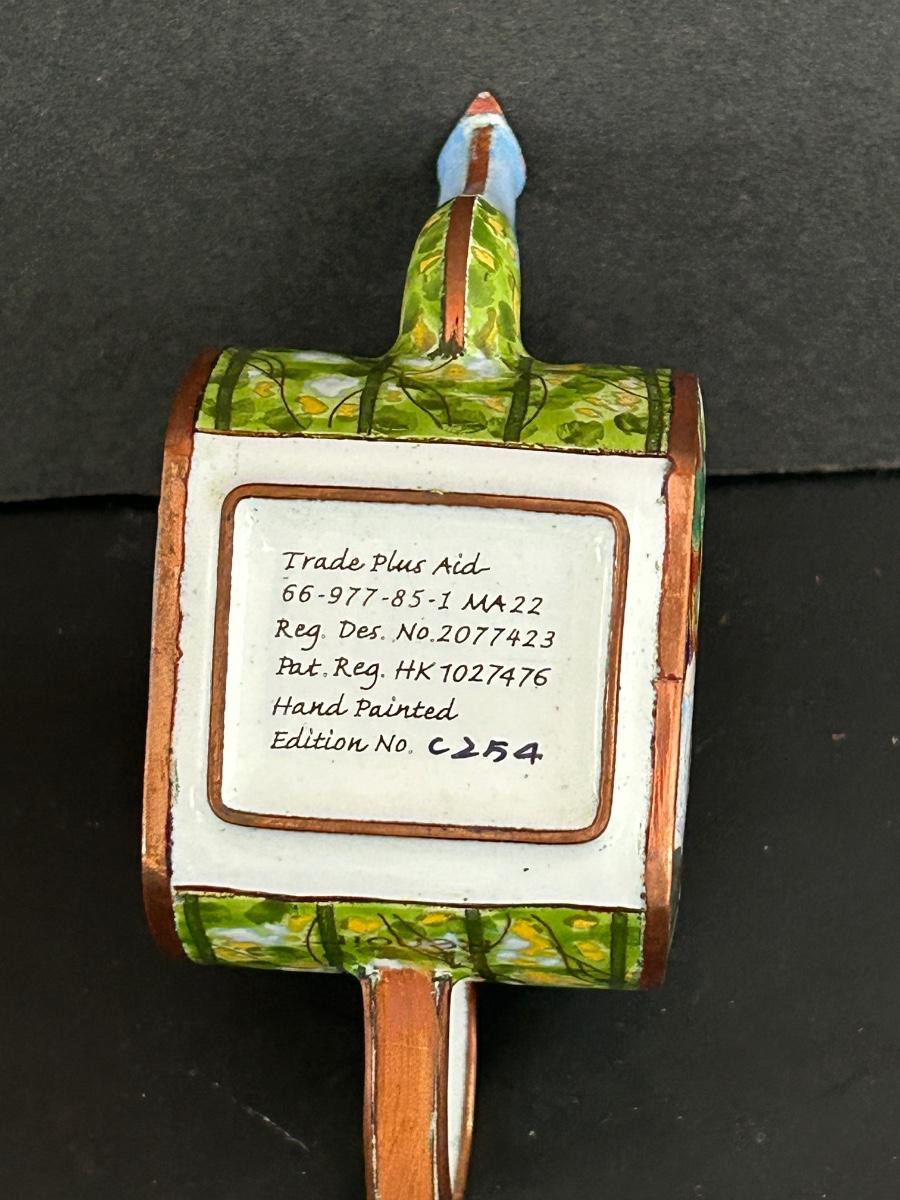 Trade Plus Aid
66-977-85-1 MA22
Reg. Des. No. 2077423
Pat. Reg. HK 1027476
Hand Painted
Edition No. C254
Renoir